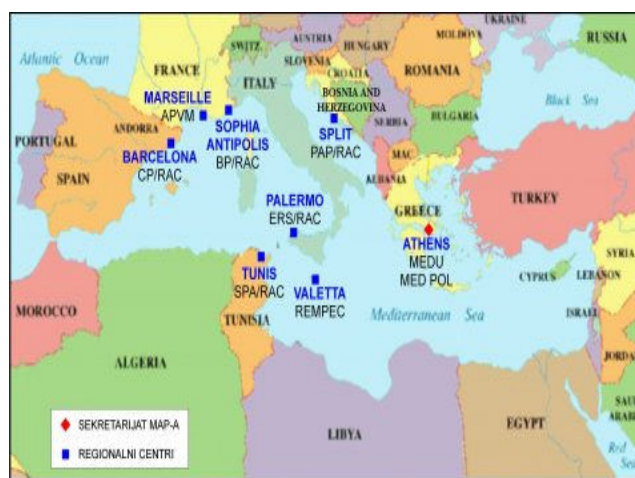 UKRAINE
RUSSIA
MOLDOVA
AUSTRIA
HUNGARY
Atlantic Ocean
SWITZ.
FRANCE
SLOVENIA
ROMANIA
ITALY
CROATIA
BOSNIA AND
HERZEGOVINA
MARSEILLE
APVM
Black Sea
SOPHIA
ANTIPOLIS
BP/RAC
SERBIA
BULGARIA
ANDORRA
SPLIT
PAP/RAC
PORTUGAL
BARCELONA
CP/RAC
MAC
SPAIN
ALBANIA
TURKEY
PALERMO
ERS/RAC
GREECE
ATHENS
MEDU
MED POL
SYRIA
TUNIS
SPA/RAC
CYPRUS
LEBANON
VALETTA
REMPEC
MOROCCO
TUNISIA
Mediterranean Sea
ISRAEL
JORDA
ALGERIA
SAU
ARAB
SEKRETARIJAT MAP-A
REGIONALNI CENTRI
LIBYA
EGYPT
Red
Sea